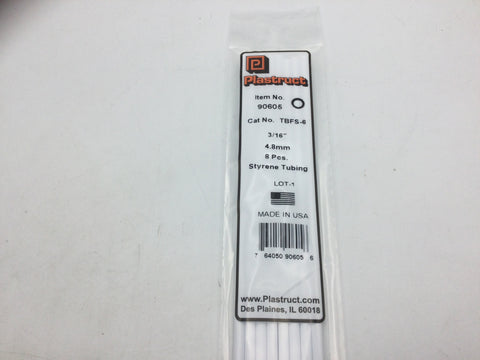 Plastruct
Item No.
90605
Cat No. TBFS-6
3/16"
4.8mm
8 Pcs.
Styrene Tubing
LOT-1
MADE IN USA
7 64050 90605 6
www.Plastruct.com
Des Plaines, IL 60018